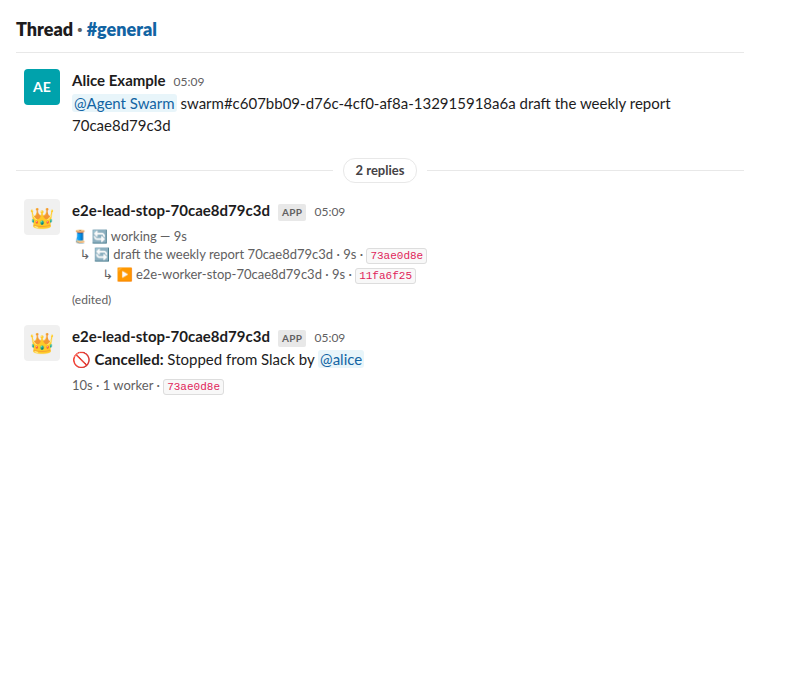 Thread • #general
AE
Alice Example 05:09
@Agent Swarm swarm#c607bb09-d76c-4cf0-af8a-132915918a6a draft the weekly report
70cae8d79c3d
2 replies
e2e-lead-stop-70cae8d79c3d APP 05:09
working — 9s
↳ draft the weekly report 70cae8d79c3d · 9s · 73ae0d8e
↳ e2e-worker-stop-70cae8d79c3d · 9s · 11fa6f25
(edited)
e2e-lead-stop-70cae8d79c3d APP 05:09
Cancelled: Stopped from Slack by @alice
10s · 1 worker · 73ae0d8e